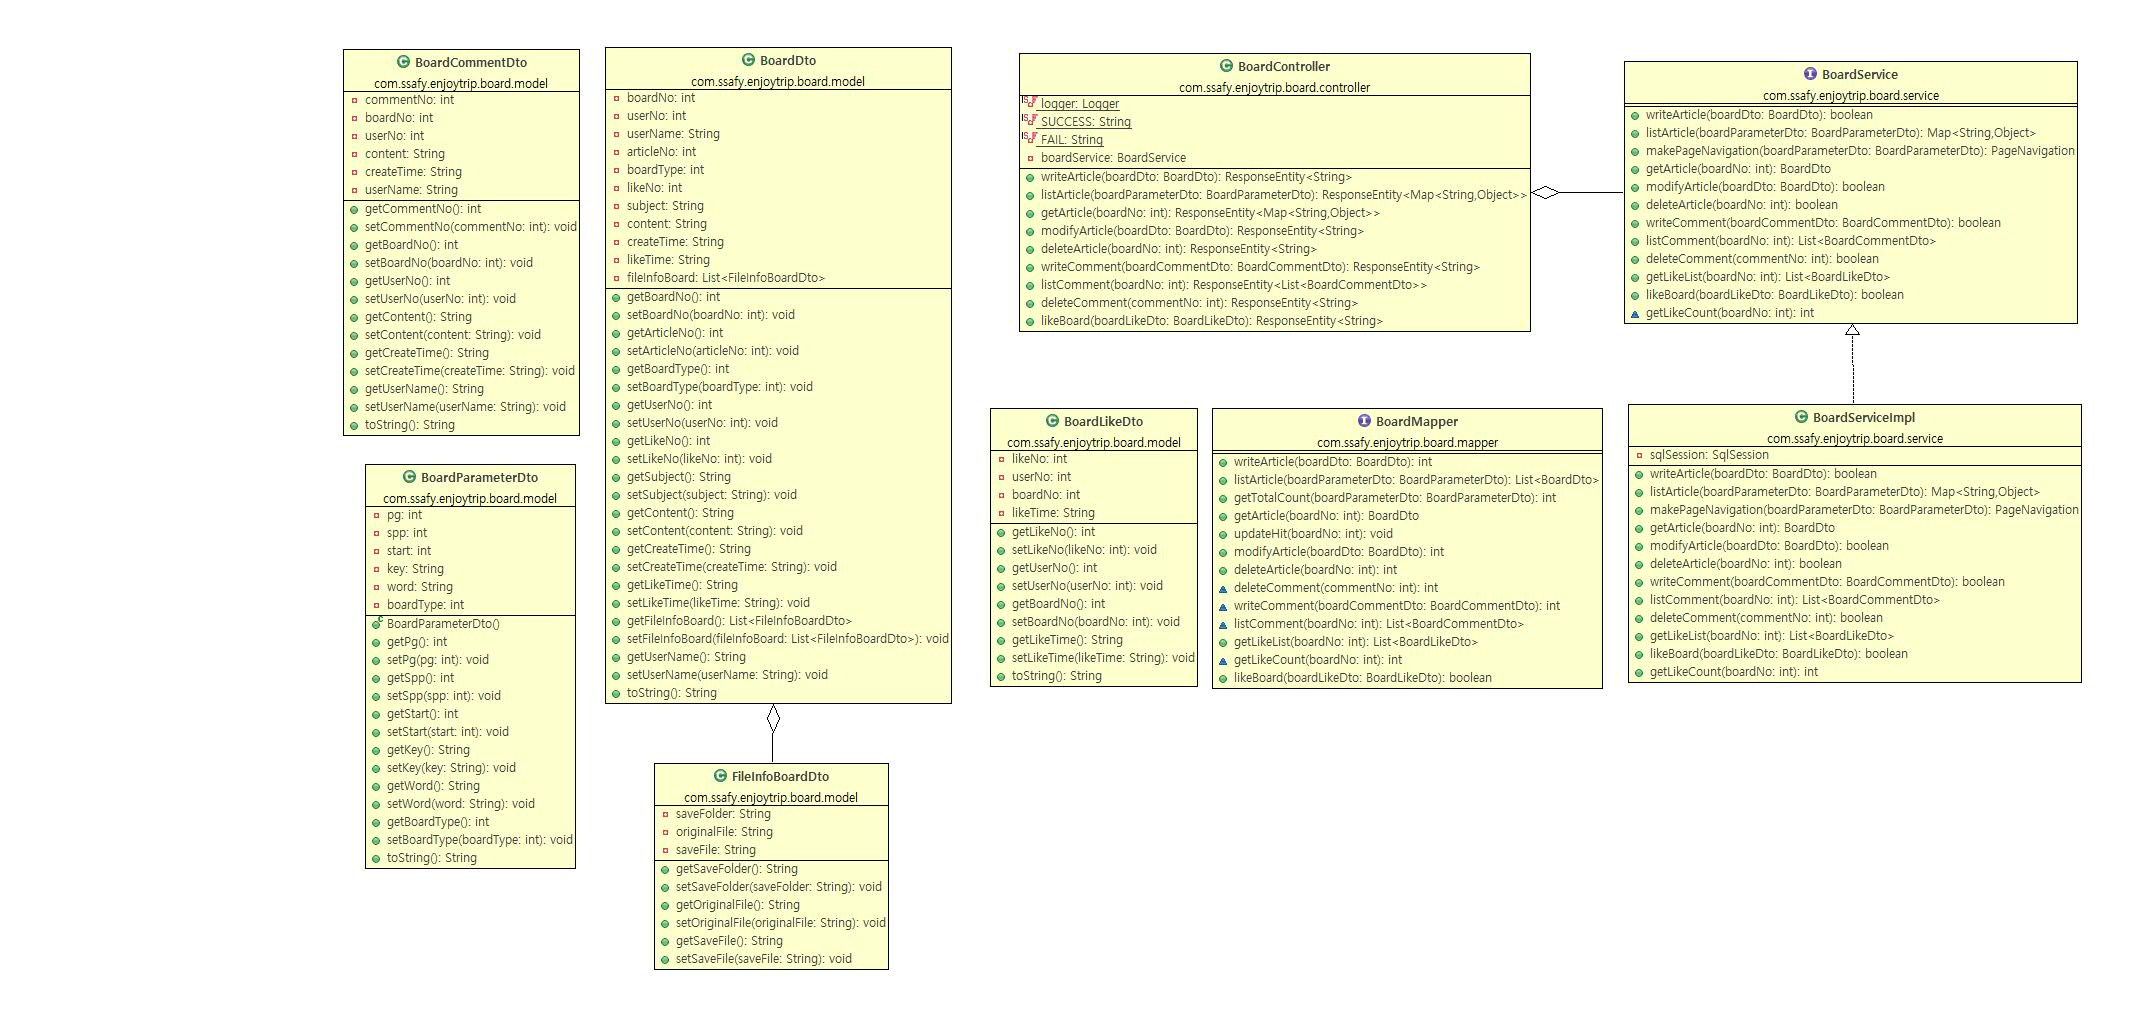 BoardCommentDto
com.ssafy.enjoytrip.board.model
commentNo: int
boardNo: int
userNo: int
content: String
createTime: String
userName: String
getCommentNo(): int
setCommentNo(commentNo: int): void
getBoardNo(): int
setBoardNo(boardNo: int): void
getUserNo(): int
setUserNo(userNo: int): void
getContent(): String
setContent(content: String): void
getCreateTime(): String
setCreateTime(createTime: String): void
getUserName(): String
setUserName(userName: String): void
toString(): String
BoardParameterDto
com.ssafy.enjoytrip.board.model
pg: int
spp: int
start: int
key: String
word: String
boardType: int
BoardParameterDto()
getPg(): int
setPg(pg: int): void
getSpp(): int
setSpp(spp: int): void
getStart(): int
setStart(start: int): void
getKey(): String
setKey(key: String): void
getWord(): String
setWord(word: String): void
getBoardType(): int
setBoardType(boardType: int): void
toString(): String
BoardDto
com.ssafy.enjoytrip.board.model
boardNo: int
userNo: int
userName: String
articleNo: int
boardType: int
likeNo: int
subject: String
content: String
createTime: String
likeTime: String
fileInfoBoard: List<FileInfoBoardDto>
getBoardNo(): int
setBoardNo(boardNo: int): void
getArticleNo(): int
setArticleNo(articleNo: int): void
getBoardType(): int
setBoardType(boardType: int): void
getUserNo(): int
setUserNo(userNo: int): void
getLikeNo(): int
setLikeNo(likeNo: int): void
getSubject(): String
setSubject(subject: String): void
getContent(): String
setContent(content: String): void
getCreateTime(): String
setCreateTime(createTime: String): void
getLikeTime(): String
setLikeTime(likeTime: String): void
getFileInfoBoard(): List<FileInfoBoardDto>
setFileInfoBoard(fileInfoBoard: List<FileInfoBoardDto>): void
getUserName(): String
setUserName(userName: String): void
toString(): String
FileInfoBoardDto
com.ssafy.enjoytrip.board.model
saveFolder: String
originalFile: String
saveFile: String
getSaveFolder(): String
setSaveFolder(saveFolder: String): void
getOriginalFile(): String
setOriginalFile(originalFile: String): void
getSaveFile(): String
setSaveFile(saveFile: String): void
BoardController
com.ssafy.enjoytrip.board.controller
logger: Logger
SUCCESS: String
FAIL: String
boardService: BoardService
writeArticle(boardDto: BoardDto): ResponseEntity<String>
listArticle(boardParameterDto: BoardParameterDto): ResponseEntity<Map<String,Object>>
getArticle(boardNo: int): ResponseEntity<Map<String,Object>>
modifyArticle(boardDto: BoardDto): ResponseEntity<String>
deleteArticle(boardNo: int): ResponseEntity<String>
writeComment(boardCommentDto: BoardCommentDto): ResponseEntity<String>
listComment(boardNo: int): ResponseEntity<List<BoardCommentDto>>
deleteComment(commentNo: int): ResponseEntity<String>
likeBoard(boardLikeDto: BoardLikeDto): ResponseEntity<String>
BoardService
com.ssafy.enjoytrip.board.service
writeArticle(boardDto: BoardDto): boolean
listArticle(boardParameterDto: BoardParameterDto): Map<String,Object>
makePageNavigation(boardParameterDto: BoardParameterDto): PageNavigation
getArticle(boardNo: int): BoardDto
modifyArticle(boardDto: BoardDto): boolean
deleteArticle(boardNo: int): boolean
writeComment(boardCommentDto: BoardCommentDto): boolean
listComment(boardNo: int): List<BoardCommentDto>
deleteComment(commentNo: int): boolean
getLikeList(boardNo: int): List<BoardLikeDto>
likeBoard(boardLikeDto: BoardLikeDto): boolean
getLikeCount(boardNo: int): int
BoardLikeDto
com.ssafy.enjoytrip.board.model
likeNo: int
userNo: int
boardNo: int
likeTime: String
getLikeNo(): int
setLikeNo(likeNo: int): void
getUserNo(): int
setUserNo(userNo: int): void
getBoardNo(): int
setBoardNo(boardNo: int): void
getLikeTime(): String
setLikeTime(likeTime: String): void
toString(): String
BoardMapper
com.ssafy.enjoytrip.board.mapper
writeArticle(boardDto: BoardDto): int
listArticle(boardParameterDto: BoardParameterDto): List<BoardDto>
getTotalCount(boardParameterDto: BoardParameterDto): int
getArticle(boardNo: int): BoardDto
updateHit(boardNo: int): void
modifyArticle(boardDto: BoardDto): int
deleteArticle(boardNo: int): int
deleteComment(commentNo: int): int
writeComment(boardCommentDto: BoardCommentDto): int
listComment(boardNo: int): List<BoardCommentDto>
getLikeList(boardNo: int): List<BoardLikeDto>
getLikeCount(boardNo: int): int
likeBoard(boardLikeDto: BoardLikeDto): boolean
BoardServiceImpl
com.ssafy.enjoytrip.board.service
sqlSession: SqlSession
writeArticle(boardDto: BoardDto): boolean
listArticle(boardParameterDto: BoardParameterDto): Map<String,Object>
makePageNavigation(boardParameterDto: BoardParameterDto): PageNavigation
getArticle(boardNo: int): BoardDto
modifyArticle(boardDto: BoardDto): boolean
deleteArticle(boardNo: int): boolean
writeComment(boardCommentDto: BoardCommentDto): boolean
listComment(boardNo: int): List<BoardCommentDto>
deleteComment(commentNo: int): boolean
getLikeList(boardNo: int): List<BoardLikeDto>
likeBoard(boardLikeDto: BoardLikeDto): boolean
getLikeCount(boardNo: int): int